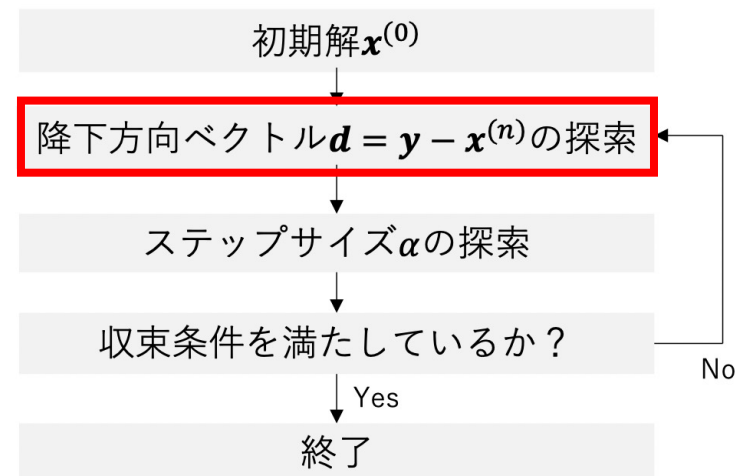 初期解x⁽⁰⁾
降下方向ベクトルd = y − x⁽ⁿ⁾の探索
ステップサイズαの探索
収束条件を満たしているか？
No
Yes
終了